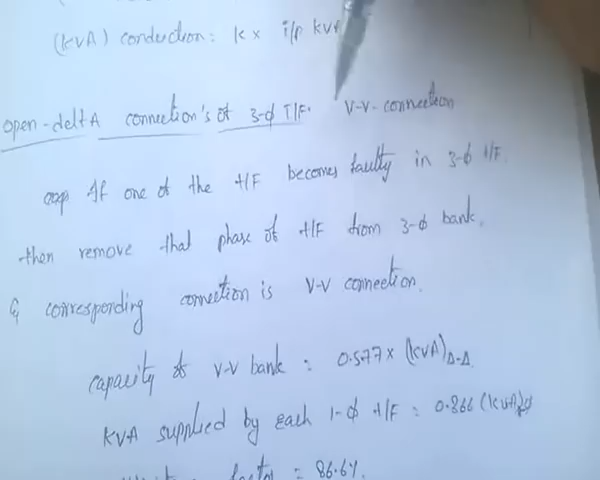 (KVA) conduction: K x i/p KVA
open-deltA connection's of 3-ф T/F. V-V-connection
If one of the t/F becomes faulty in 3-ф t/F.
then remove that phase of t/F from 3-ф bank.
& corresponding connection is V-V connection.
capacity of V-V bank = 0.577 x (KVA)Δ-Δ
KVA supplied by each 1-ф t/F = 0.866 (KVA)
factor = 86.6%